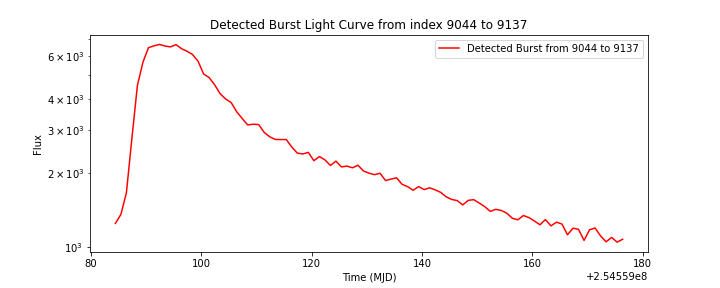 Detected Burst Light Curve from index 9044 to 9137
Detected Burst from 9044 to 9137
6 × 10³
4 × 10³
3 × 10³
2 × 10³
10³
Flux
80 100 120 140 160 180
Time (MJD)
+2.54559e8